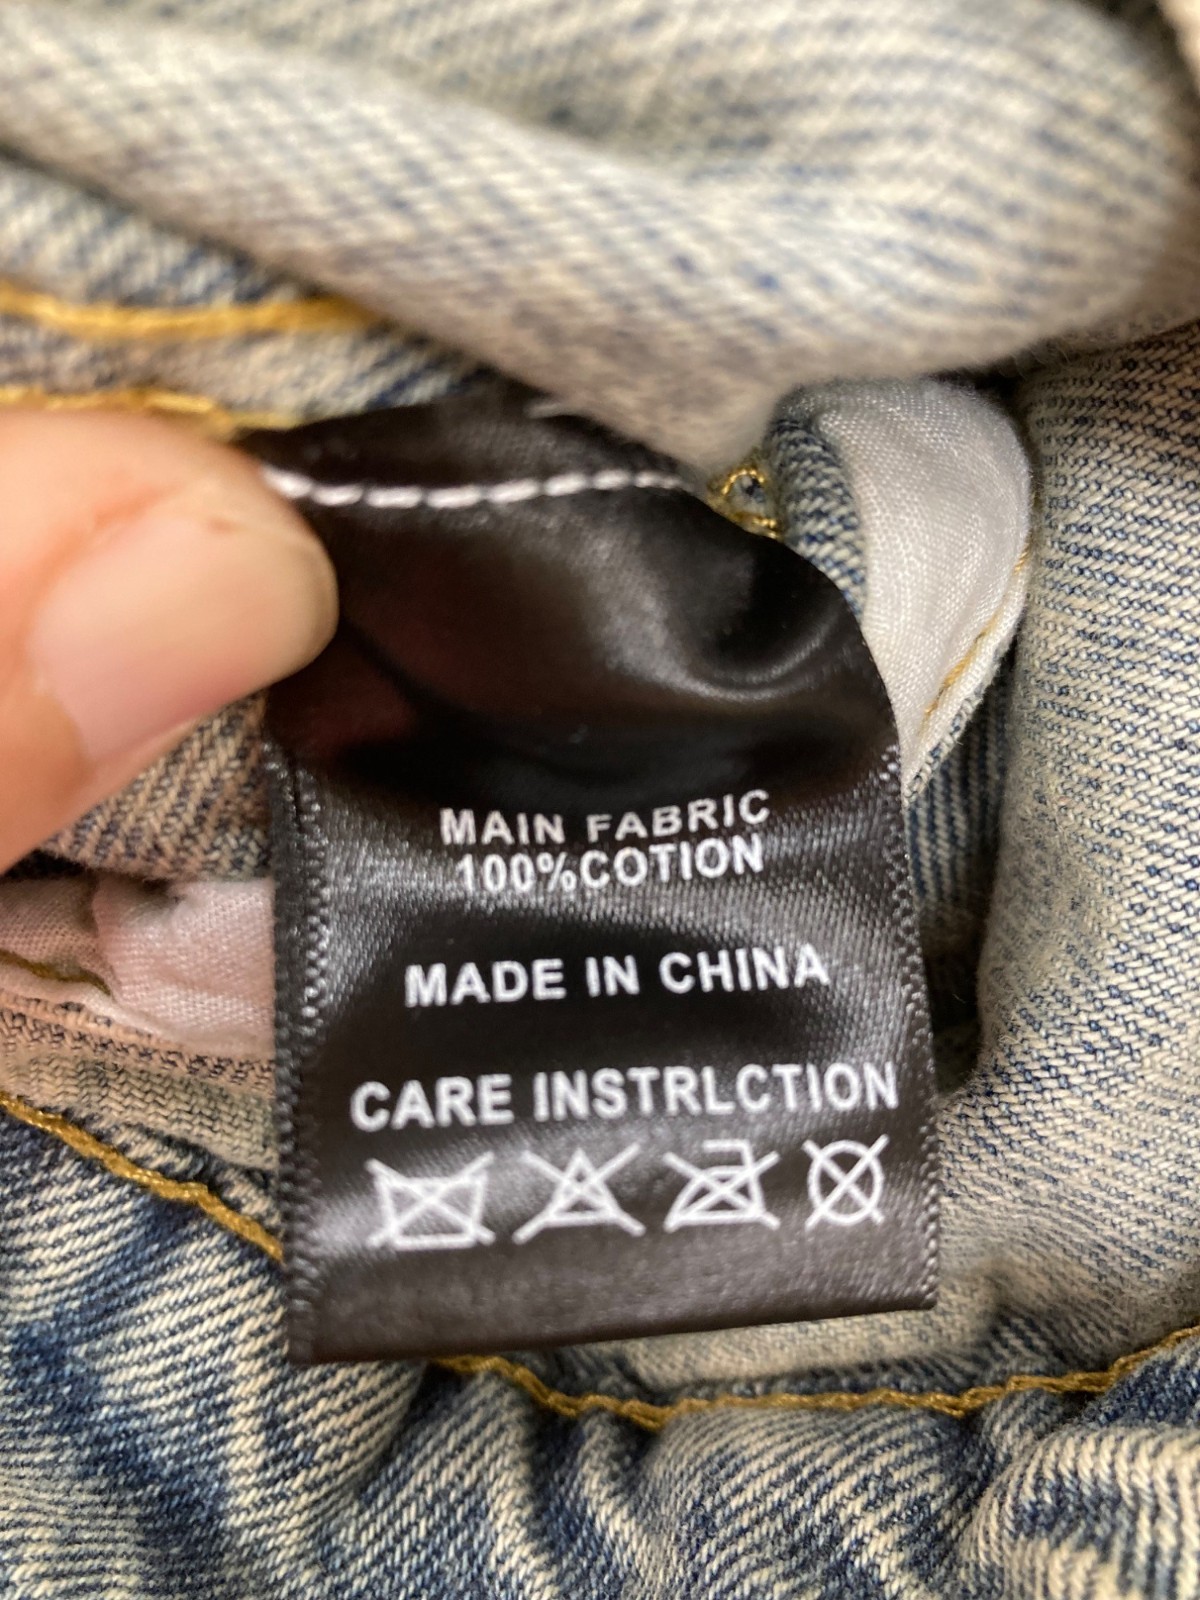 MAIN FABRIC
100%COTION
MADE IN CHINA
CARE INSTRLCTION